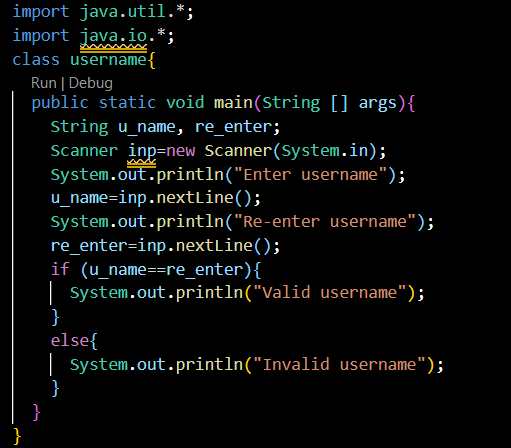 import java.util.*;
import java.io.*;
class username{
Run | Debug
public static void main(String [] args){
String u_name, re_enter;
Scanner inp=new Scanner(System.in);
System.out.println("Enter username");
u_name=inp.nextLine();
System.out.println("Re-enter username");
re_enter=inp.nextLine();
if (u_name==re_enter){
System.out.println("Valid username");
}
else{
System.out.println("Invalid username");
}
}
}